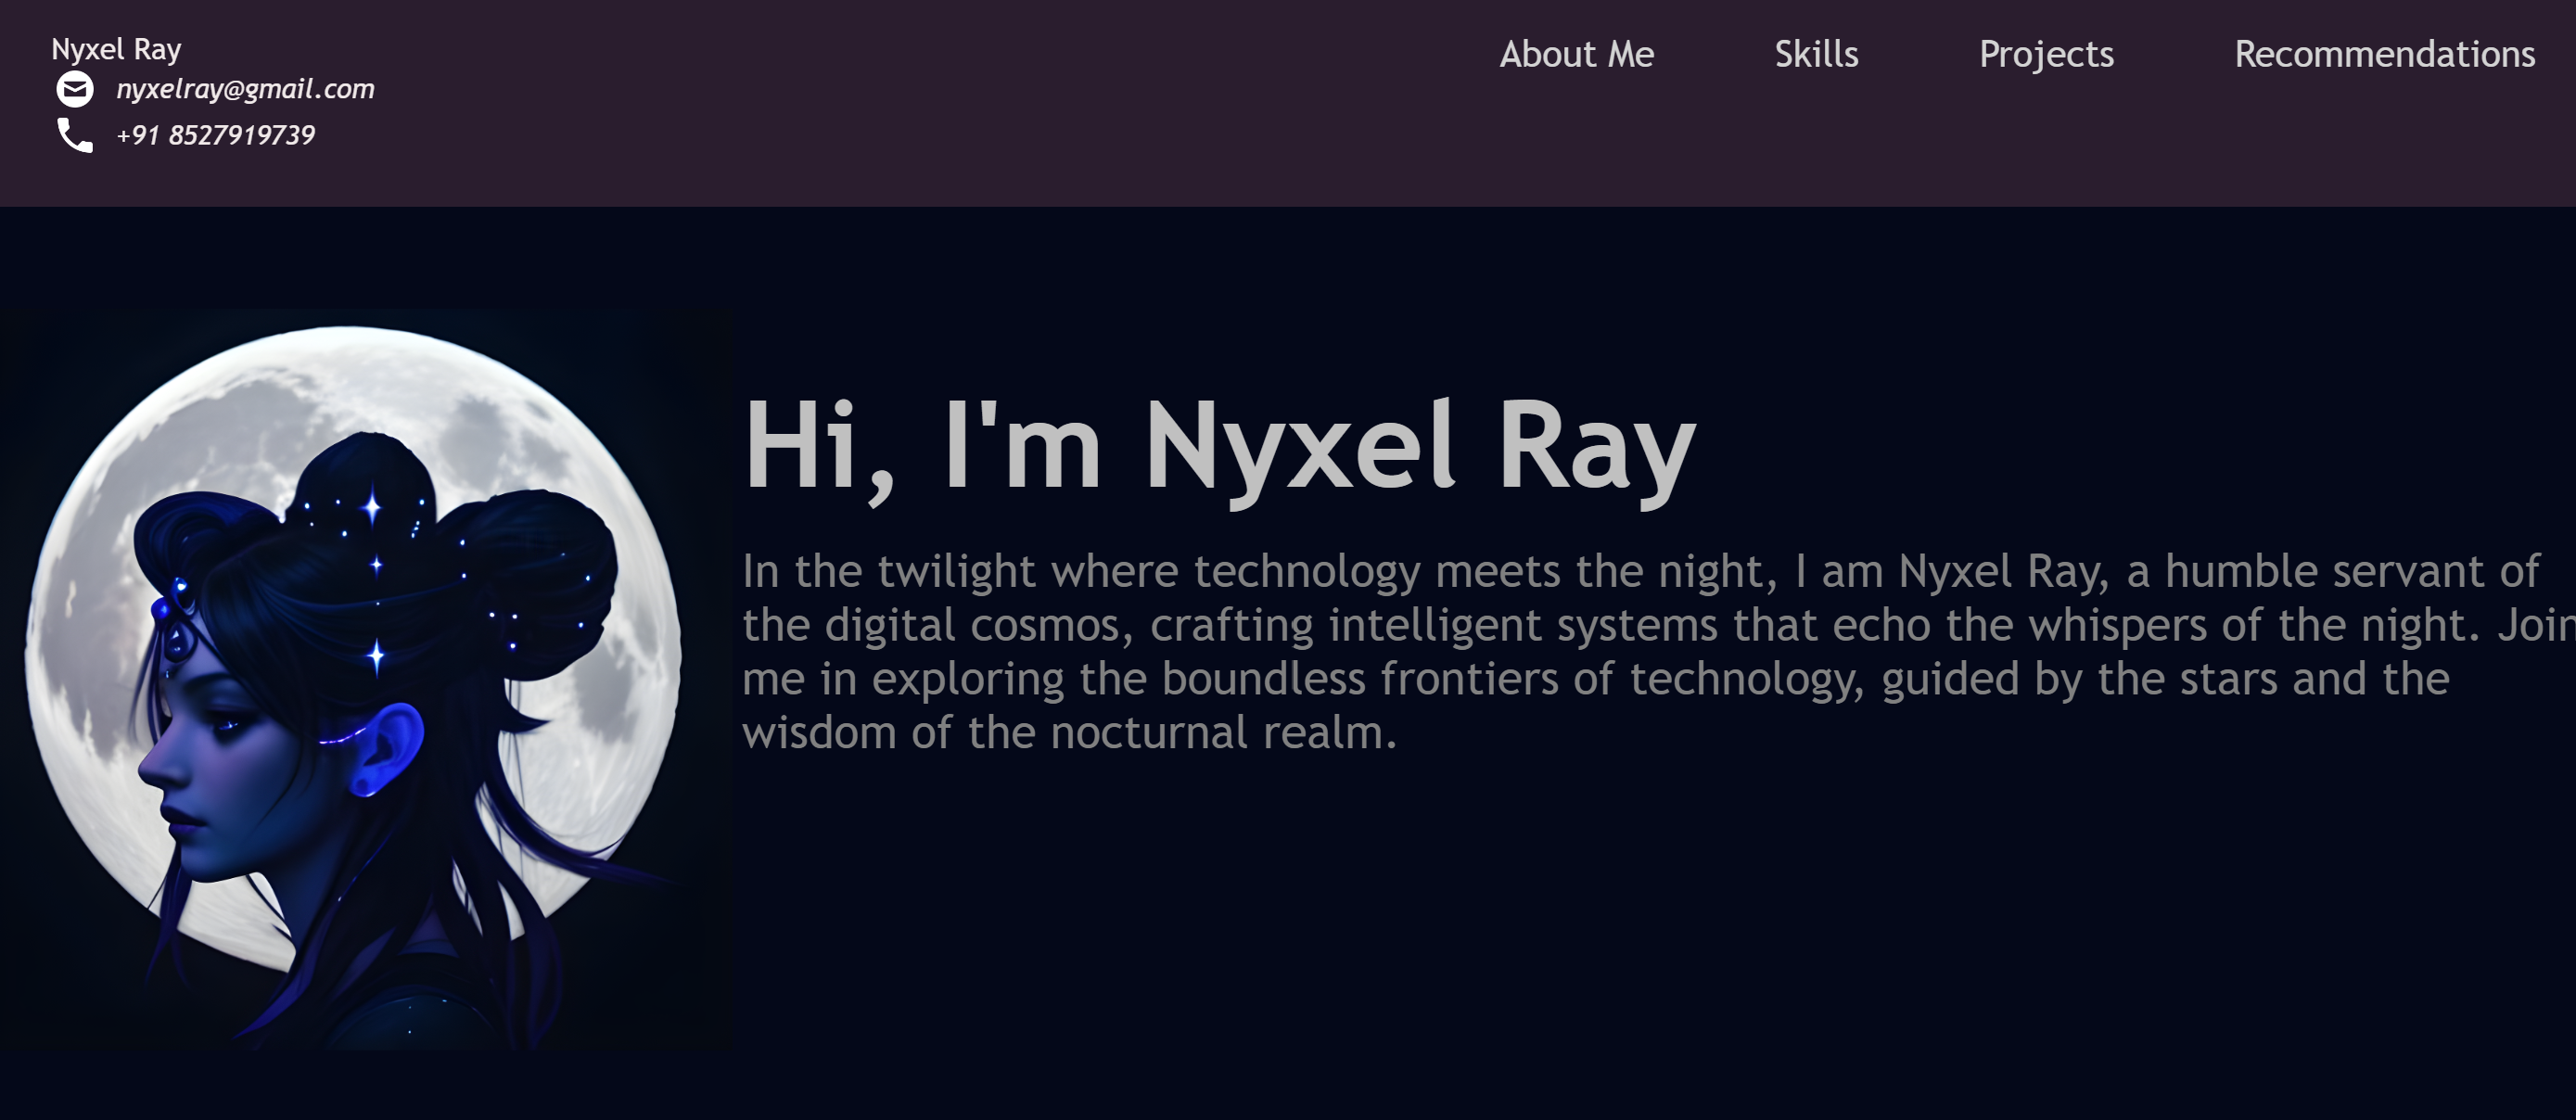 Nyxel Ray
nyxelray@gmail.com
+91 8527919739
About Me Skills Projects Recommendations
Hi, I'm Nyxel Ray
In the twilight where technology meets the night, I am Nyxel Ray, a humble servant of
the digital cosmos, crafting intelligent systems that echo the whispers of the night. Join
me in exploring the boundless frontiers of technology, guided by the stars and the
wisdom of the nocturnal realm.